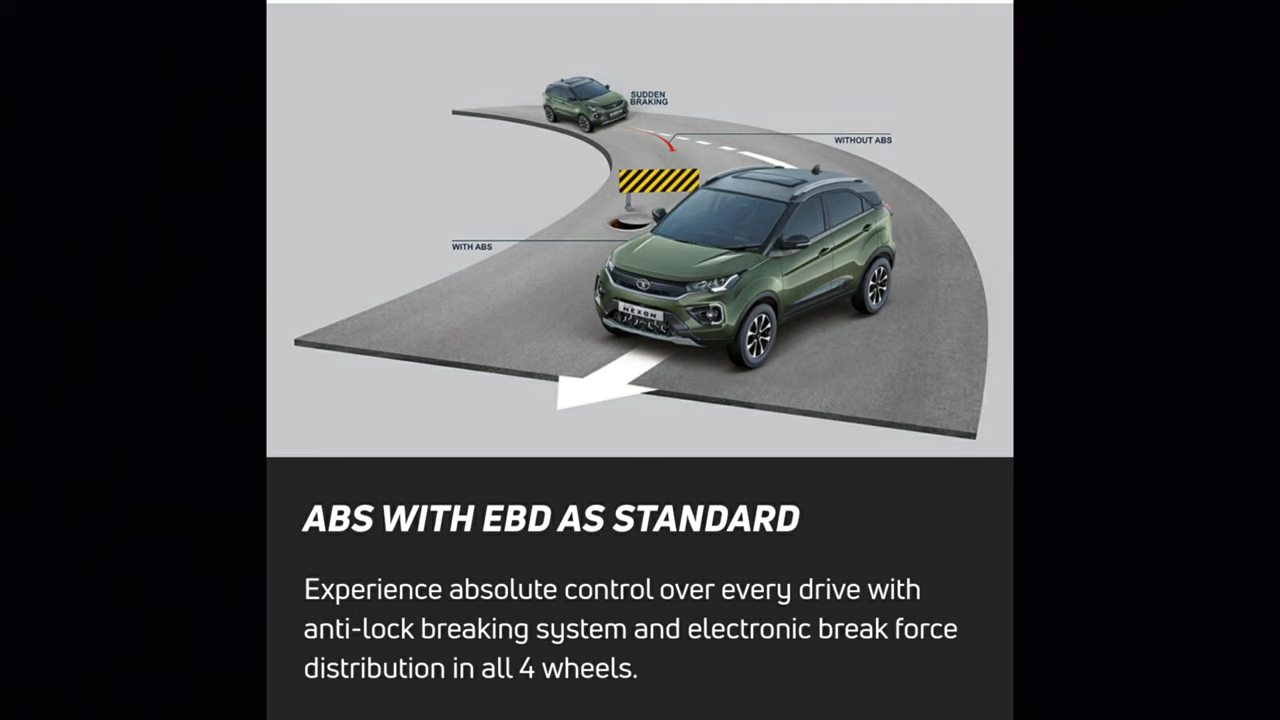 SUDDEN
BRAKING
WITHOUT ABS
WITH ABS
NEXON
ABS WITH EBD AS STANDARD
Experience absolute control over every drive with
anti-lock breaking system and electronic break force
distribution in all 4 wheels.